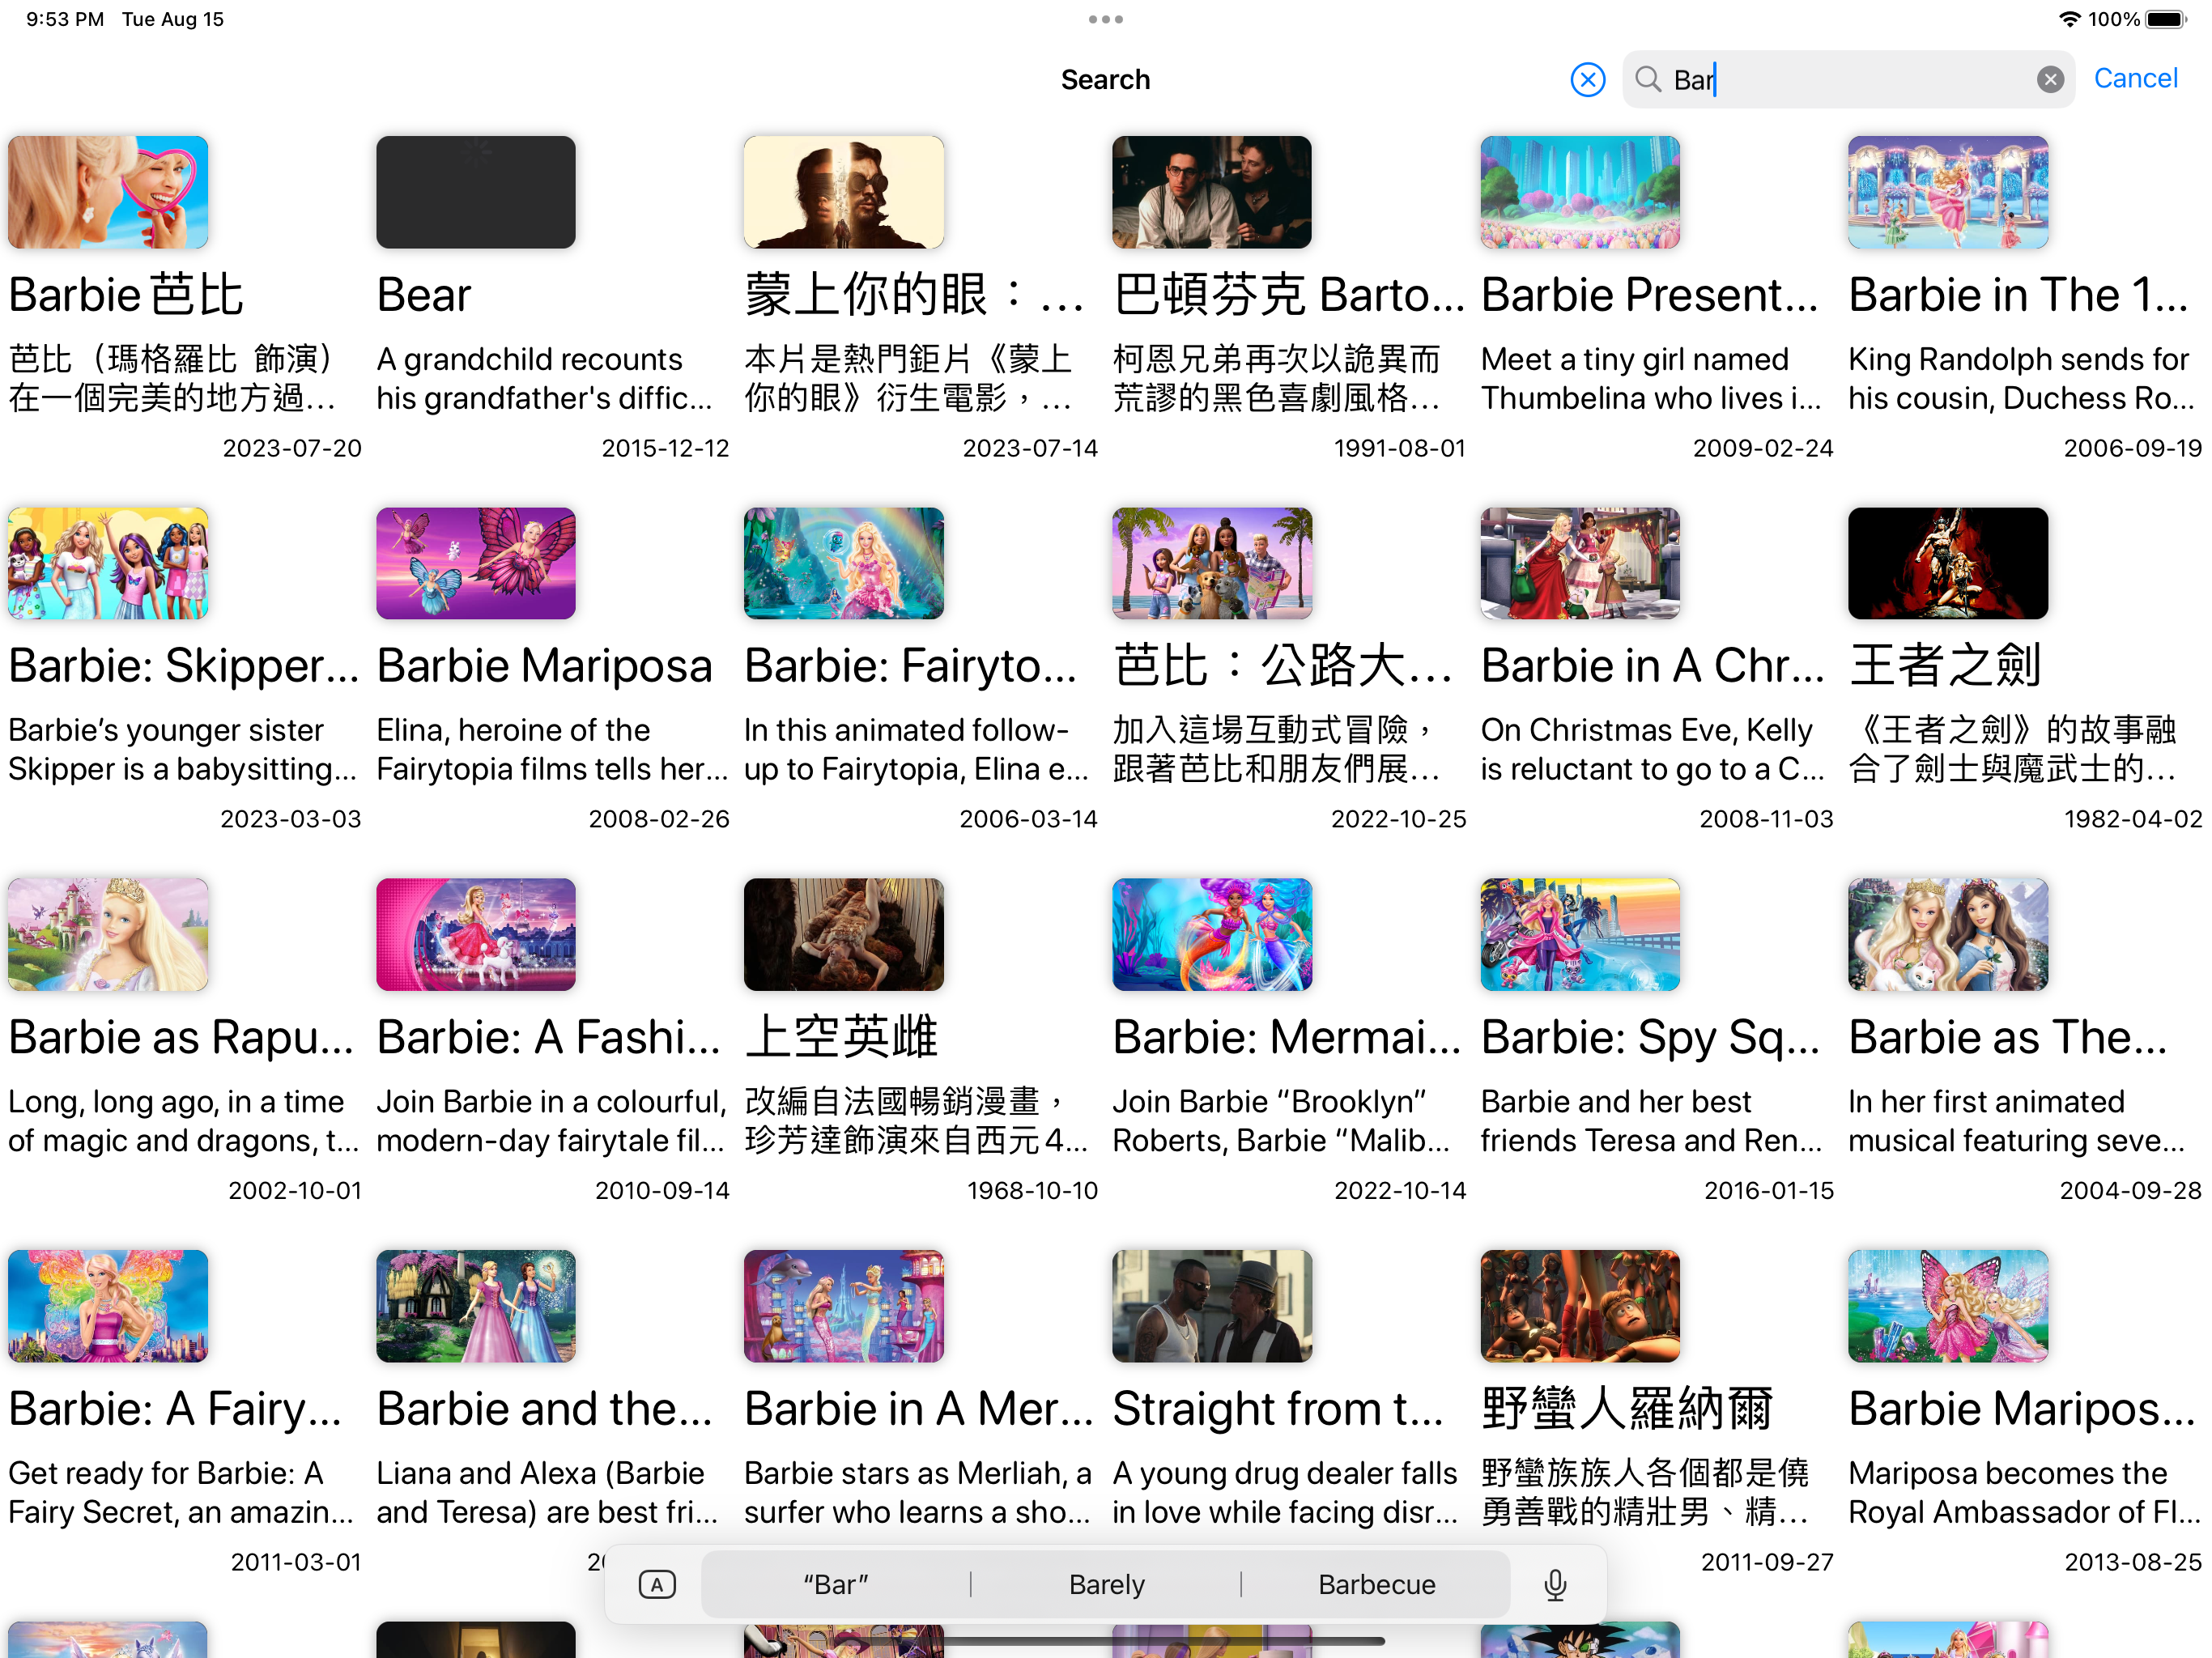 9:53 PM Tue Aug 15
100%
Search
Bar
Cancel
Barbie芭比
芭比（瑪格羅比 飾演）
在一個完美的地方過...
2023-07-20
Bear
A grandchild recounts
his grandfather's diffic...
2015-12-12
蒙上你的眼：...
本片是熱門鉅片《蒙上
你的眼》衍生電影，...
2023-07-14
巴頓芬克 Barto...
柯恩兄弟再次以詭異而
荒謬的黑色喜劇風格...
1991-08-01
Barbie Present...
Meet a tiny girl named
Thumbelina who lives i...
2009-02-24
Barbie in The 1...
King Randolph sends for
his cousin, Duchess Ro...
2006-09-19
Barbie: Skipper...
Barbie’s younger sister
Skipper is a babysitting...
2023-03-03
Barbie Mariposa
Elina, heroine of the
Fairytopia films tells her...
2008-02-26
Barbie: Fairyto...
In this animated follow-
up to Fairytopia, Elina e...
2006-03-14
芭比：公路大...
加入這場互動式冒險，
跟著芭比和朋友們展...
2022-10-25
Barbie in A Chr...
On Christmas Eve, Kelly
is reluctant to go to a C...
2008-11-03
王者之劍
《王者之劍》的故事融
合了劍士與魔武士的...
1982-04-02
Barbie as Rapu...
Long, long ago, in a time
of magic and dragons, t...
2002-10-01
Barbie: A Fashi...
Join Barbie in a colourful,
modern-day fairytale fil...
2010-09-14
上空英雌
改編自法國暢銷漫畫，
珍芳達飾演來自西元4...
1968-10-10
Barbie: Mermai...
Join Barbie “Brooklyn”
Roberts, Barbie “Malib...
2022-10-14
Barbie: Spy Sq...
Barbie and her best
friends Teresa and Ren...
2016-01-15
Barbie as The...
In her first animated
musical featuring seve...
2004-09-28
Barbie: A Fairy...
Get ready for Barbie: A
Fairy Secret, an amazin...
2011-03-01
Barbie and the...
Liana and Alexa (Barbie
and Teresa) are best fri...
Barbie in A Mer...
Barbie stars as Merliah, a
surfer who learns a sho...
Straight from t...
A young drug dealer falls
in love while facing disr...
野蠻人羅納爾
野蠻族族人各個都是僥
勇善戰的精壯男、精...
2011-09-27
Barbie Maripos...
Mariposa becomes the
Royal Ambassador of Fl...
2013-08-25
A
“Bar”
Barely
Barbecue